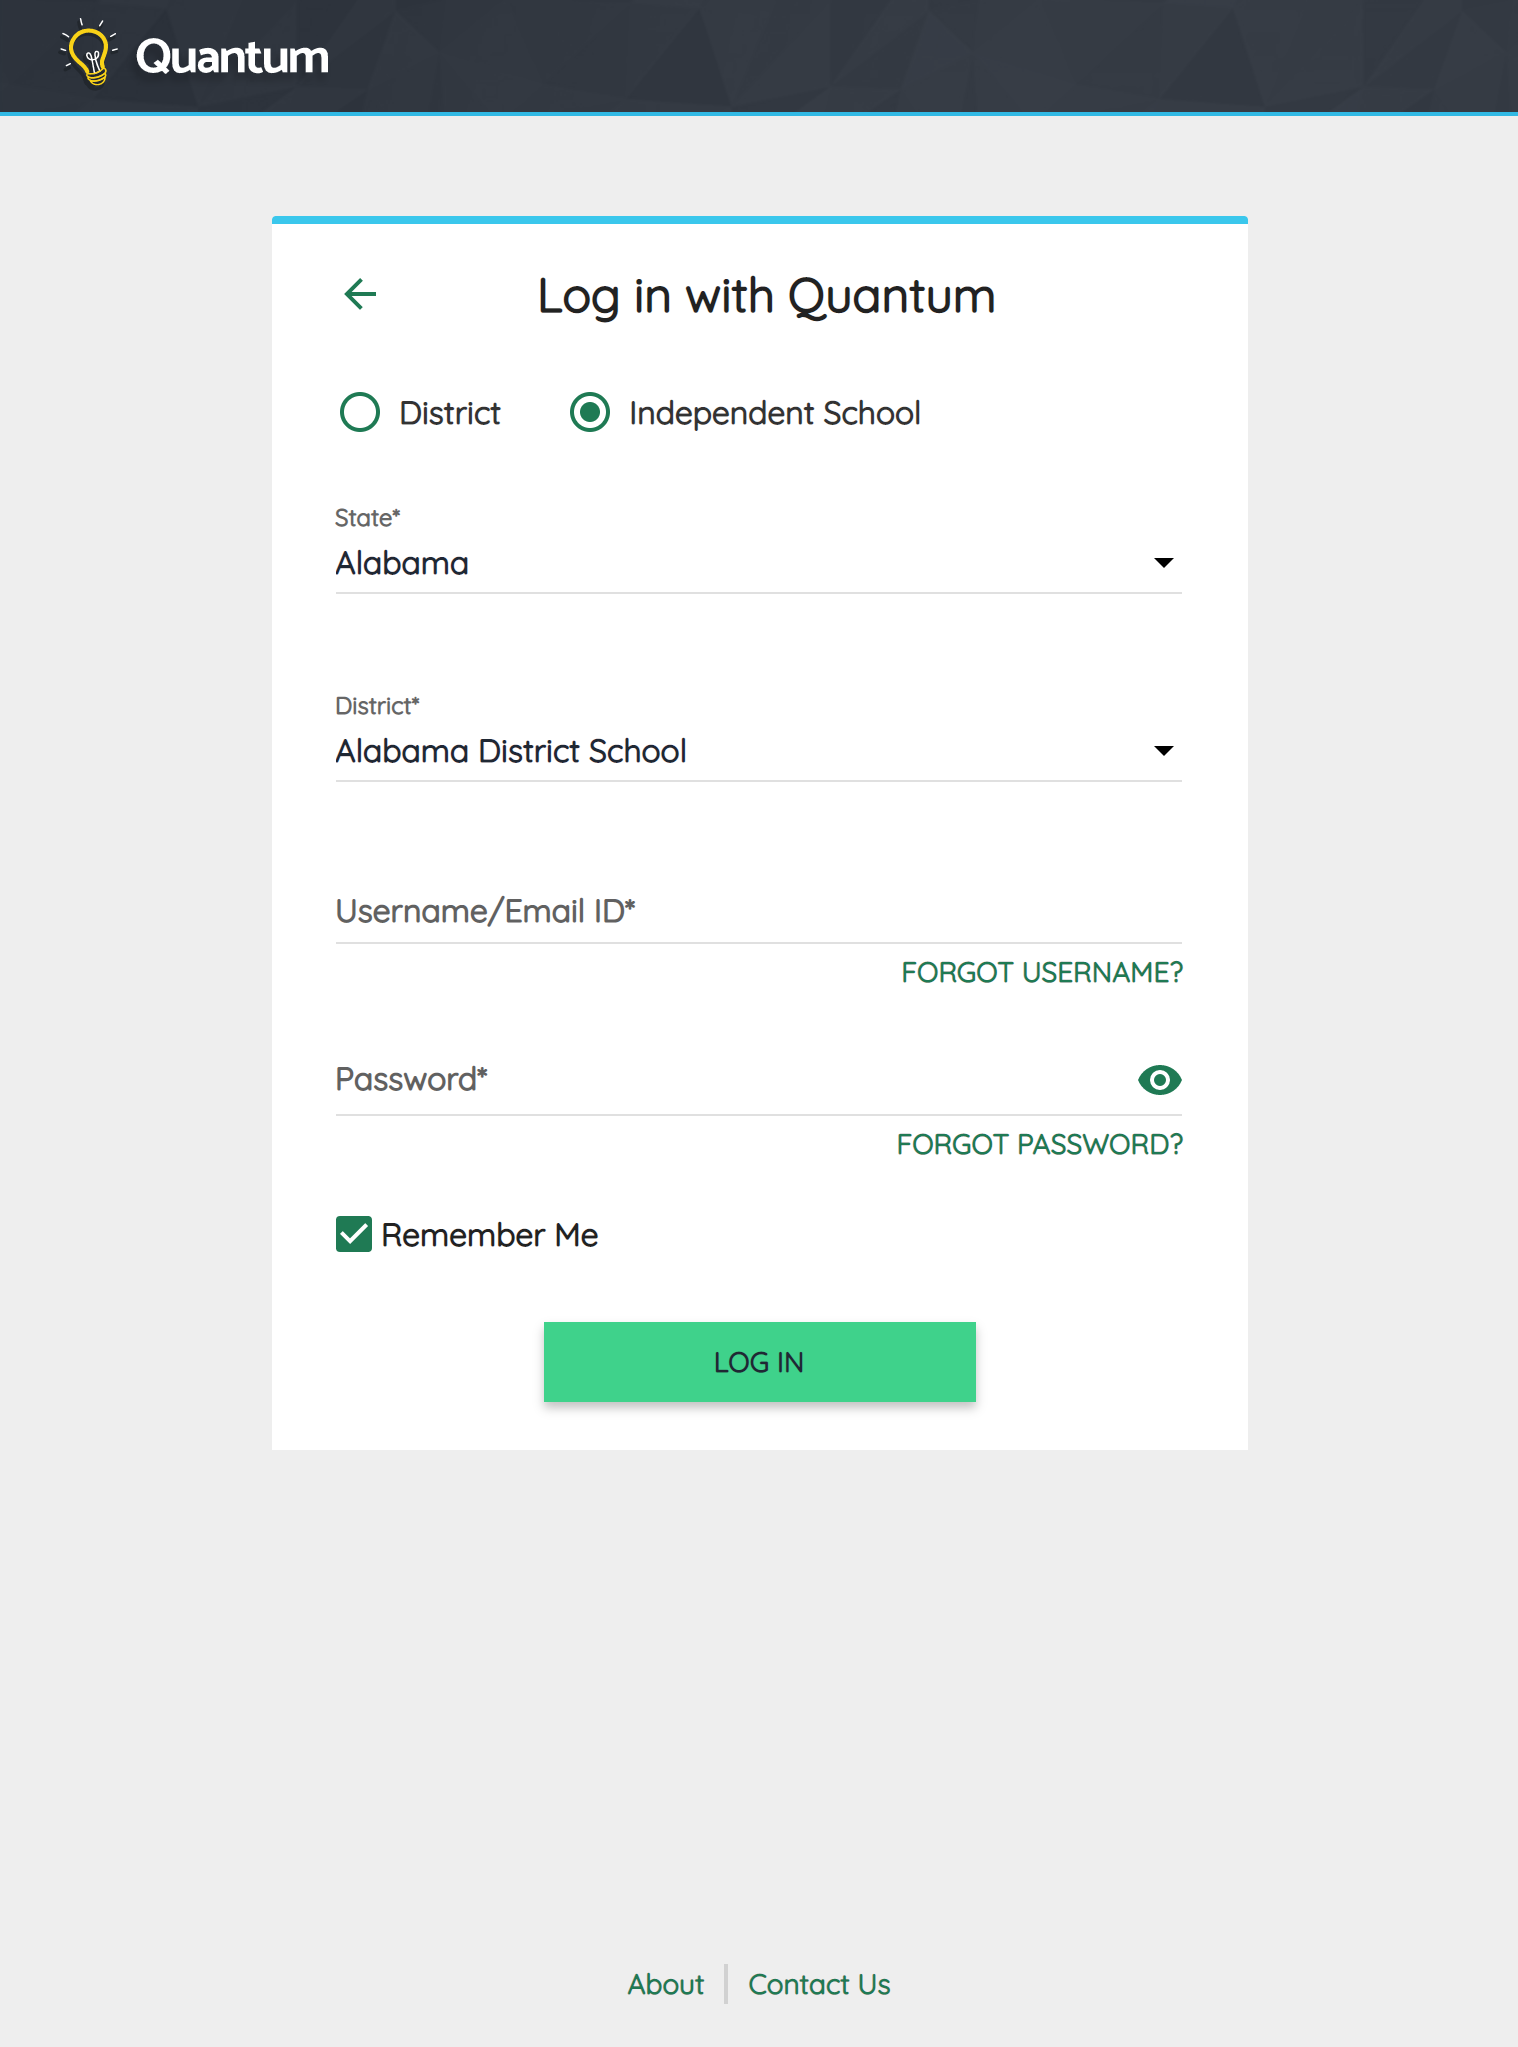 Quantum
Log in with Quantum
District
Independent School
State*
Alabama
District*
Alabama District School
Username/Email ID*
FORGOT USERNAME?
Password*
FORGOT PASSWORD?
Remember Me
LOG IN
About
Contact Us